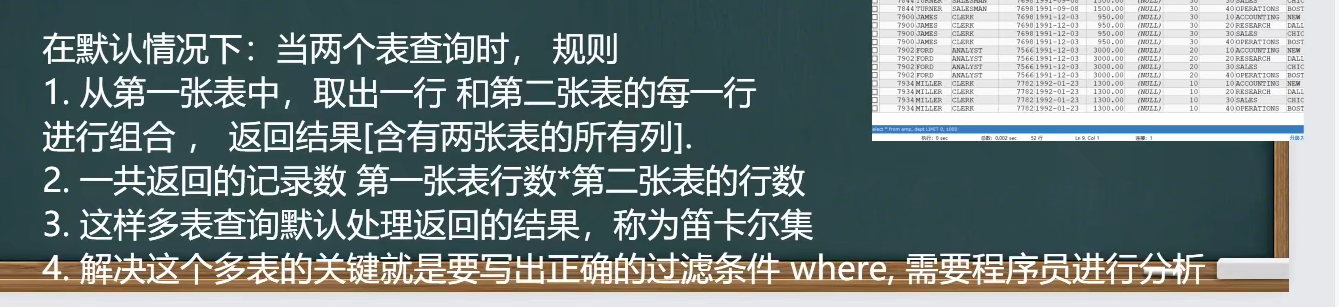 在默认情况下：当两个表查询时， 规则
1. 从第一张表中，取出一行 和第二张表的每一行
进行组合 ， 返回结果[含有两张表的所有列].
2. 一共返回的记录数 第一张表行数*第二张表的行数
3. 这样多表查询默认处理返回的结果，称为笛卡尔集
4. 解决这个多表的关键就是要写出正确的过滤条件 where, 需要程序员进行分析
7844 TURNER SALESMAN 7698 1991-09-08 1500.00 (NULL) 30 40 OPERATIONS BOST
7900 JAMES CLERK 7698 1991-12-03 950.00 (NULL) 30 10 ACCOUNTING NEW
7900 JAMES CLERK 7698 1991-12-03 950.00 (NULL) 30 20 RESEARCH DALL
7900 JAMES CLERK 7698 1991-12-03 950.00 (NULL) 30 30 SALES CHIC
7900 JAMES CLERK 7698 1991-12-03 950.00 (NULL) 30 40 OPERATIONS BOST
7902 FORD ANALYST 7566 1991-12-03 3000.00 (NULL) 20 10 ACCOUNTING NEW
7902 FORD ANALYST 7566 1991-12-03 3000.00 (NULL) 20 20 RESEARCH DALL
7902 FORD ANALYST 7566 1991-12-03 3000.00 (NULL) 20 30 SALES CHIC
7902 FORD ANALYST 7566 1991-12-03 3000.00 (NULL) 20 40 OPERATIONS BOST
7934 MILLER CLERK 7782 1992-01-23 1300.00 (NULL) 10 10 ACCOUNTING NEW
7934 MILLER CLERK 7782 1992-01-23 1300.00 (NULL) 10 20 RESEARCH DALL
7934 MILLER CLERK 7782 1992-01-23 1300.00 (NULL) 10 30 SALES CHIC
7934 MILLER CLERK 7782 1992-01-23 1300.00 (NULL) 10 40 OPERATIONS BOST
select * from emp, dept LIMIT 0, 1000
执行: 0 sec 总数: 0.002 sec 52 行 Ln 9, Col 1 连接: 1